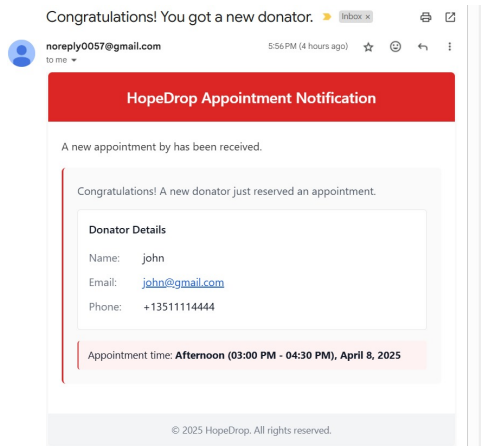 Congratulations! You got a new donator. Inbox ×
noreply0057@gmail.com 5:56 PM (4 hours ago)
to me
HopeDrop Appointment Notification
A new appointment by has been received.
Congratulations! A new donator just reserved an appointment.
Donator Details
Name: john
Email: john@gmail.com
Phone: +13511114444
Appointment time: Afternoon (03:00 PM - 04:30 PM), April 8, 2025
© 2025 HopeDrop. All rights reserved.